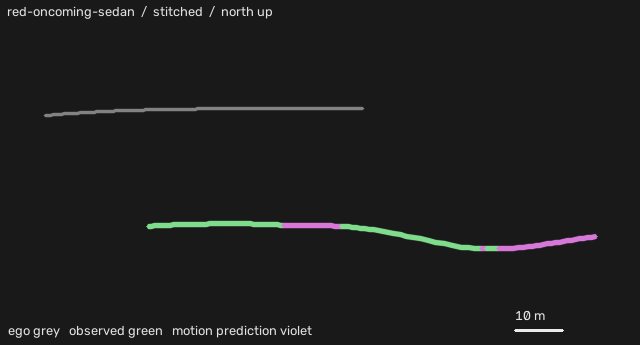 red-oncoming-sedan / stitched / north up
10 m
ego grey observed green motion prediction violet